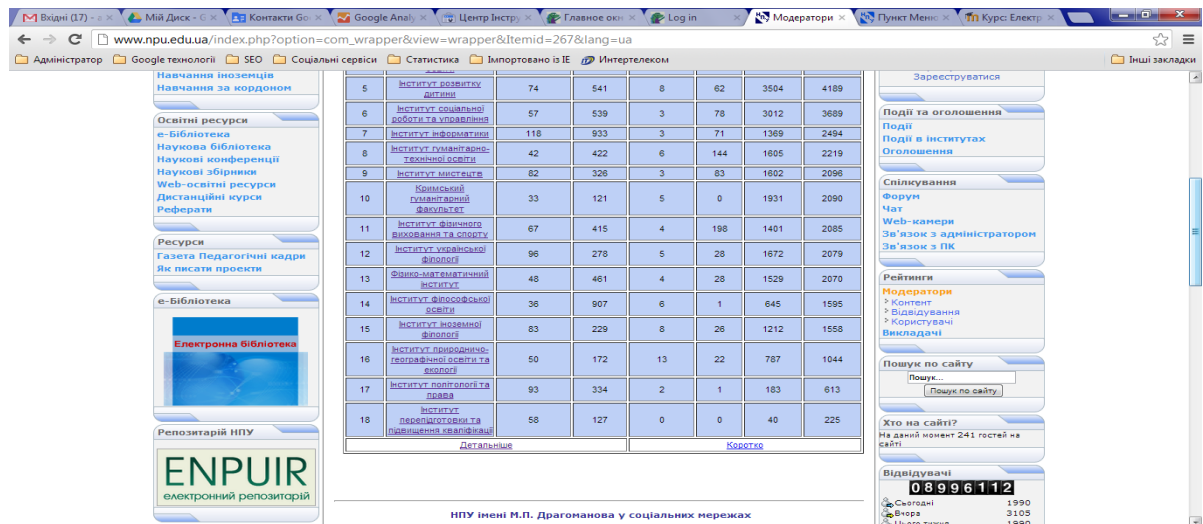 Вхідні (17) - a
Мій Диск - G
Контакти Go
Google Analy
Центр Інстру
Главное окн
Log in
Модератори
Пункт Меню
Курс: Електр
www.npu.edu.ua/index.php?option=com_wrapper&view=wrapper&Itemid=267&lang=ua
Адміністратор Google технології SEO Соціальні сервіси Статистика Імпортовано із IE Интертелеком Інші закладки
Навчання іноземців
Навчання за кордоном
Освітні ресурси
е-Бібліотека
Наукова бібліотека
Наукові конференції
Наукові збірники
Web-освітні ресурси
Дистанційні курси
Реферати
Ресурси
Газета Педагогічні кадри
Як писати проекти
е-Бібліотека
Електронна бібліотека
Репозитарій НПУ
ENPUIR
електронний репозитарій
5 Інститут розвитку 74 541 8 62 3504 4189
дитини
6 Інститут соціальної 57 539 3 78 3012 3689
роботи та управління
7 Інститут інформатики 118 933 3 71 1369 2494
8 Інститут гуманітарно- 42 422 6 144 1605 2219
технічної освіти
9 Інститут мистецтв 82 326 3 83 1602 2096
10 Кримський 33 121 5 0 1931 2090
гуманітарний
факультет
11 Інститут фізичного 67 415 4 198 1401 2085
виховання та спорту
12 Інститут української 96 278 5 28 1672 2079
філології
13 Фізико-математичний 48 461 4 28 1529 2070
інститут
14 Інститут філософської 36 907 6 1 645 1595
освіти
15 Інститут іноземної 83 229 8 26 1212 1558
філології
16 Інститут природничо- 50 172 13 22 787 1044
географічної освіти та
екології
17 Інститут політології та 93 334 2 1 183 613
права
18 Інститут 58 127 0 0 40 225
перепідготовки та
підвищення кваліфікації
Детальніше Коротко
НПУ імені М.П. Драгоманова у соціальних мережах
Зареєструватися
Події та оголошення
Події
Події в інститутах
Оголошення
Спілкування
Форум
Чат
Web-камери
Зв'язок з адміністратором
Зв'язок з ПК
Рейтинги
Модератори
Контент
Відвідування
Користувачі
Викладачі
Пошук по сайту
Пошук...
Пошук по сайту
Хто на сайті?
На даний момент 241 гостей на
сайті
Відвідувачі
08996112
Сьогодні 1990
Вчора 3105